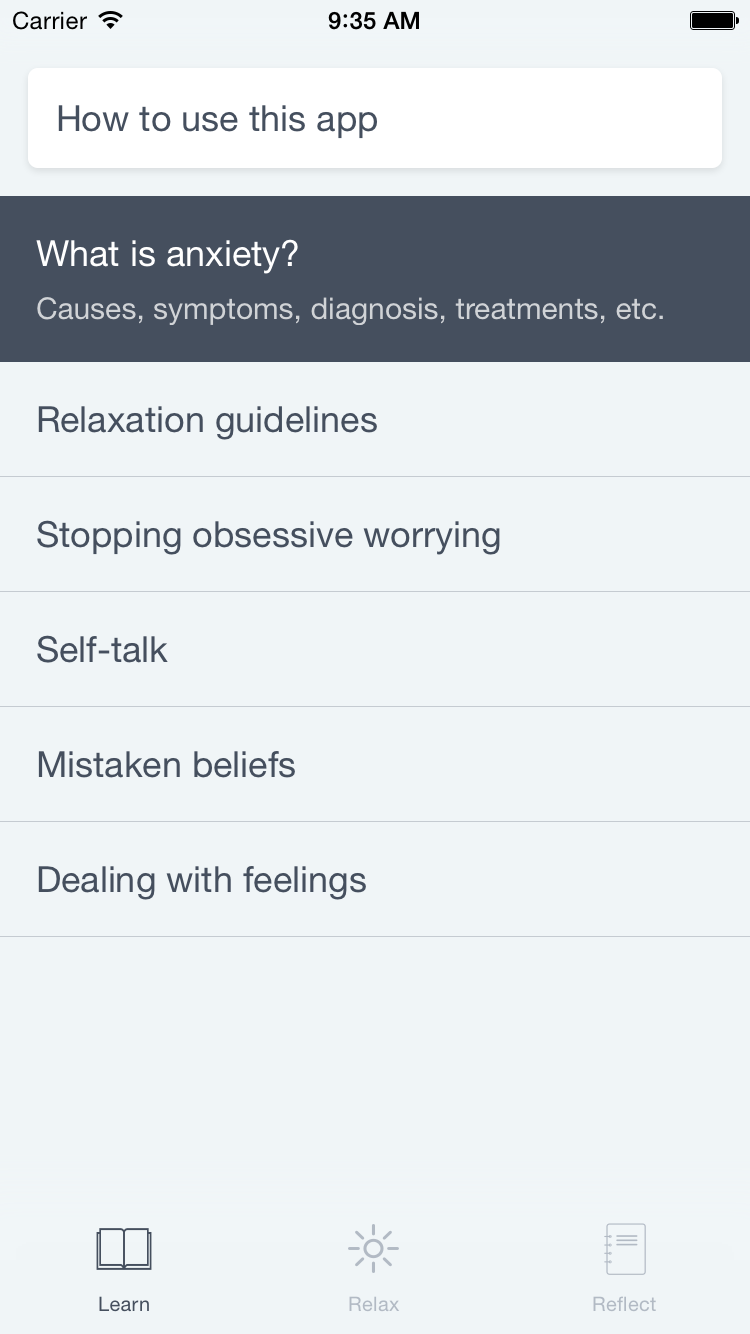 Carrier 9:35 AM
How to use this app
What is anxiety?
Causes, symptoms, diagnosis, treatments, etc.
Relaxation guidelines
Stopping obsessive worrying
Self-talk
Mistaken beliefs
Dealing with feelings
Learn Relax Reflect